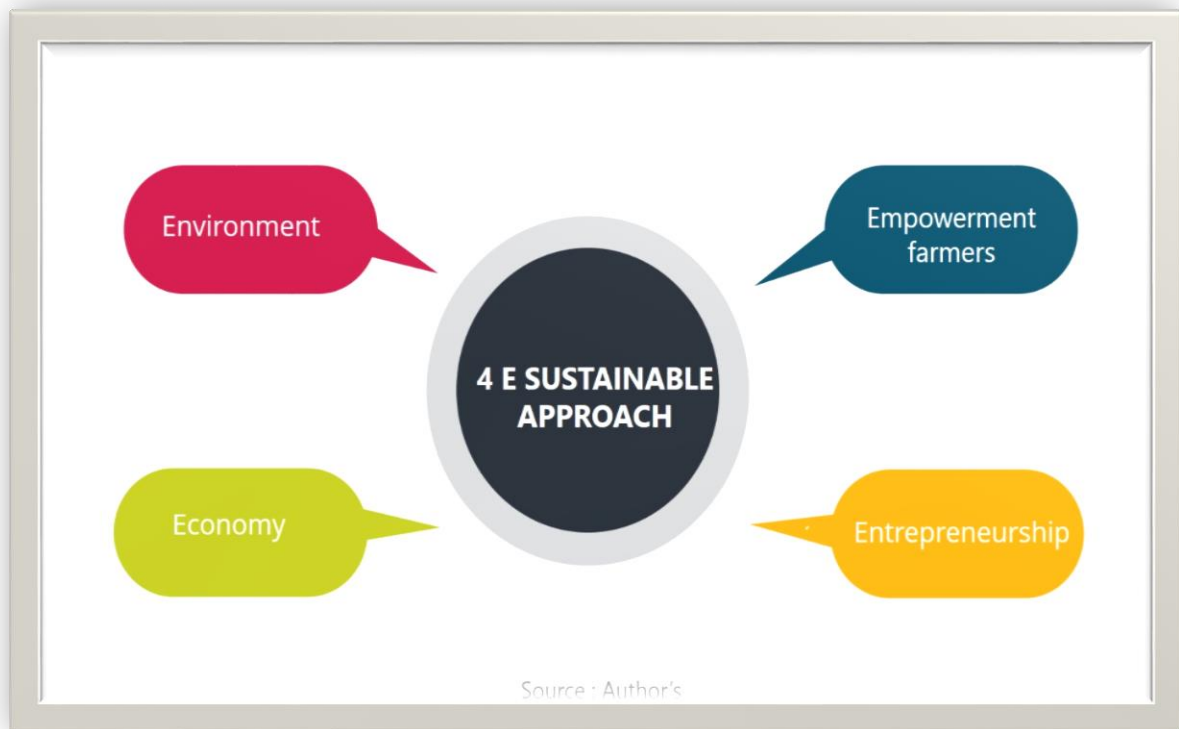 Environment
Empowerment
farmers
4 E SUSTAINABLE
APPROACH
Economy
Entrepreneurship
Source : Author's